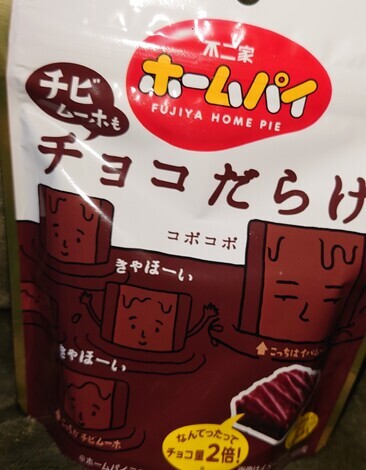 不二家
ホームパイ
FUJIYA HOME PIE
チビ
ムーホも
チョコだらけ
コポコポ
きゃほーい
きゃほーい
なんてったって
チョコ量2倍!